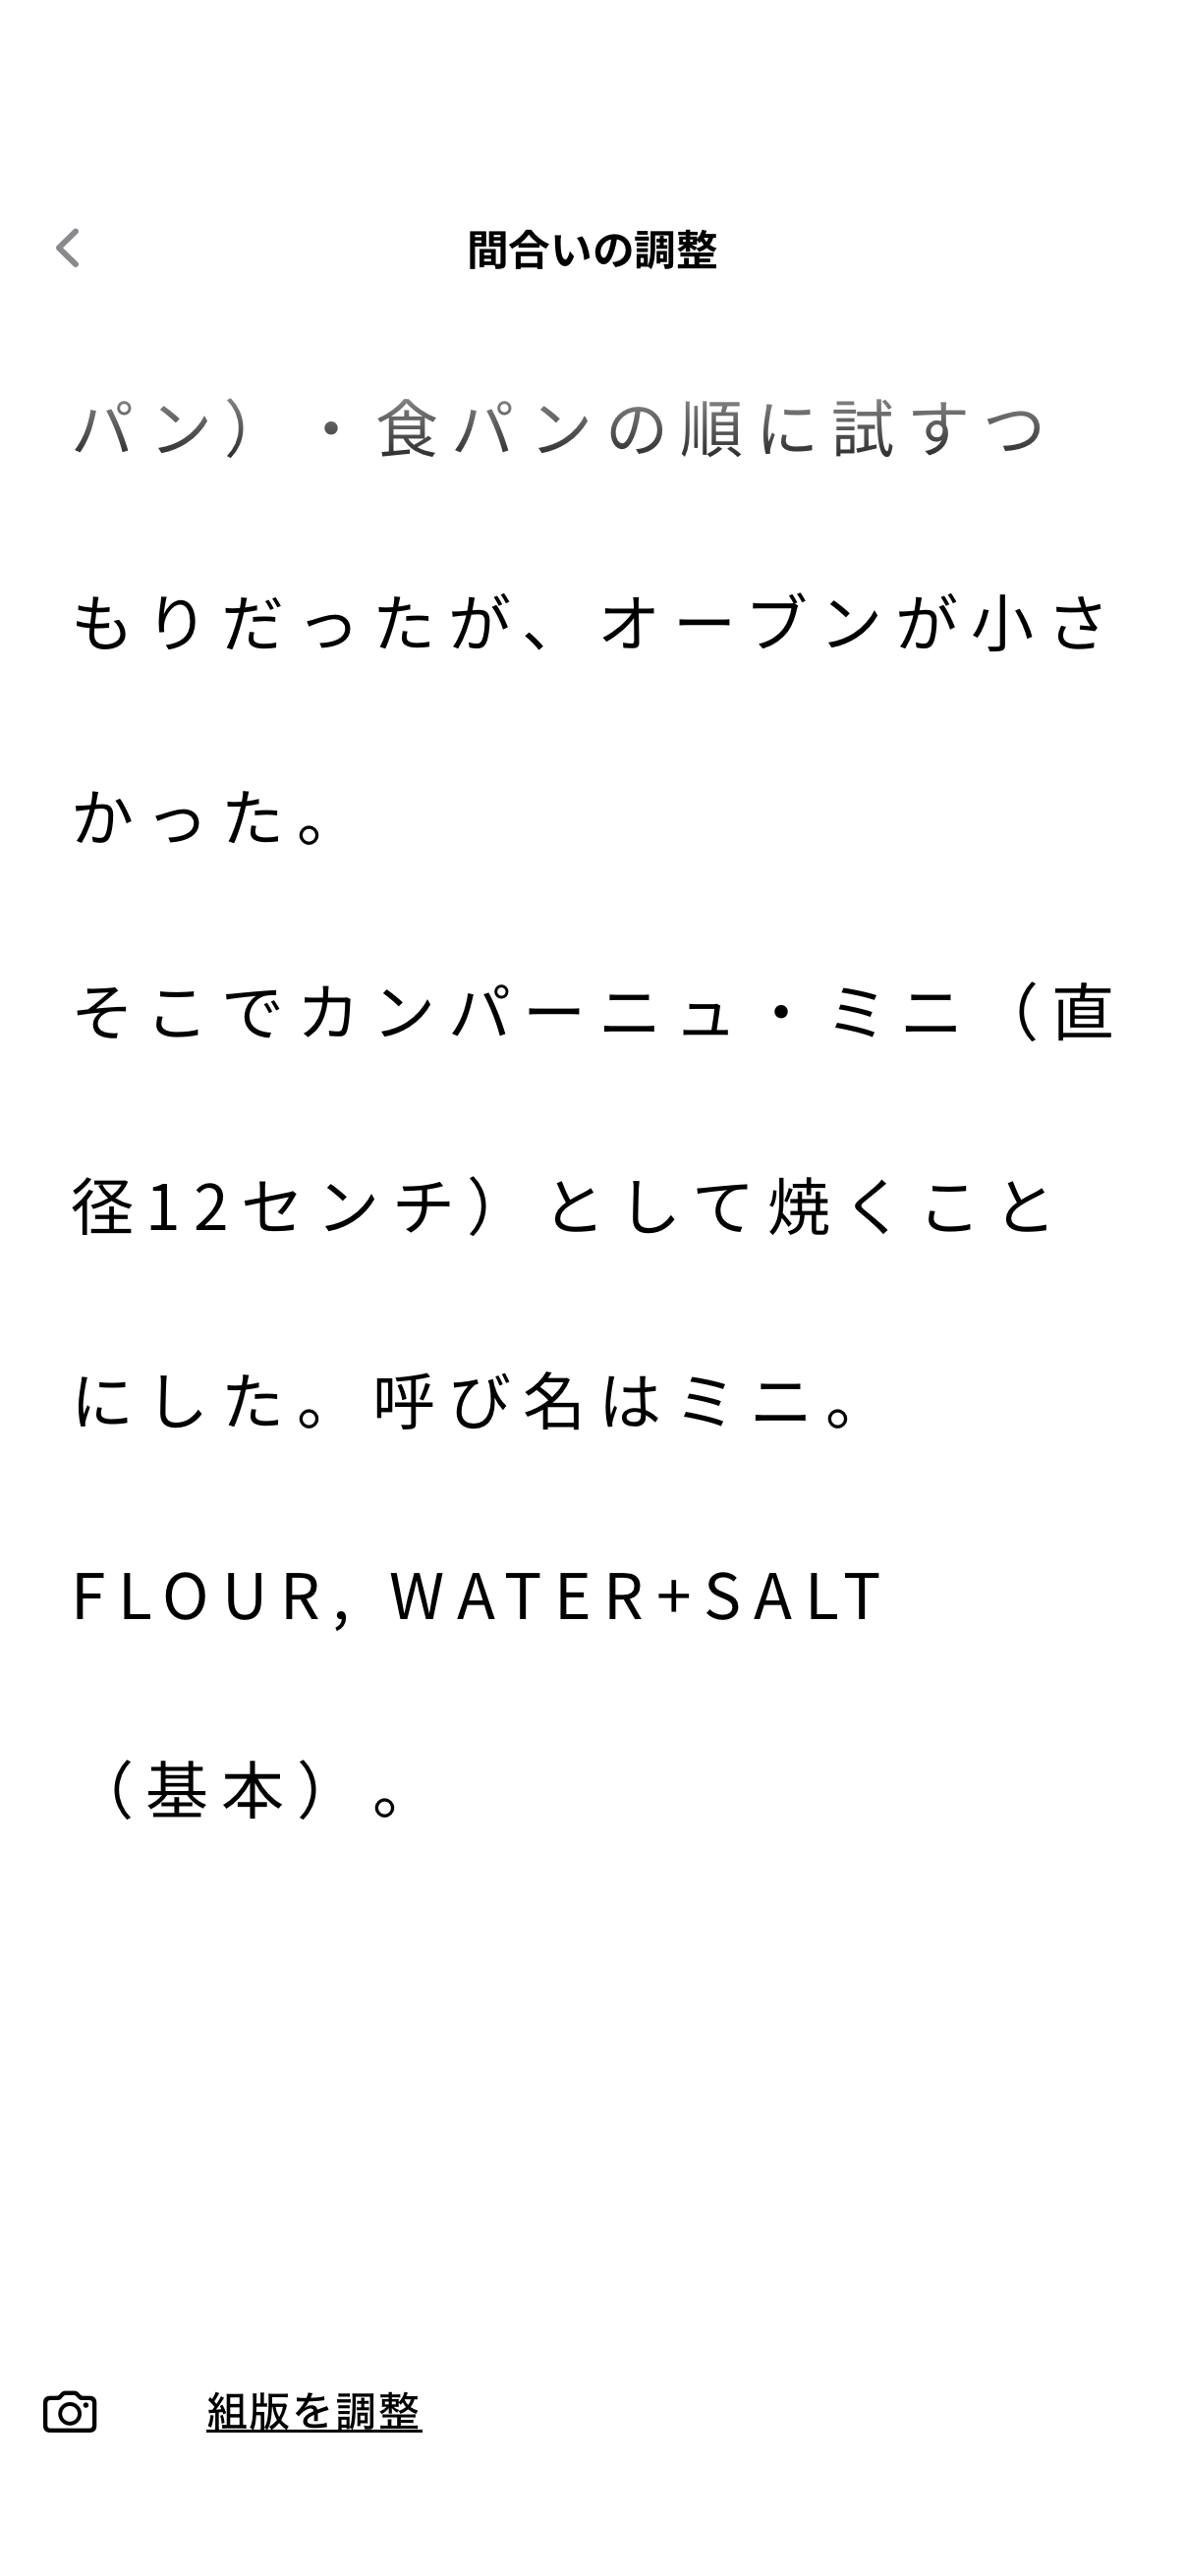 間合いの調整
パン）・食パンの順に試すつ
もりだったが、オーブンが小さ
かった。
そこでカンパーニュ・ミニ（直
径12センチ）として焼くこと
にした。呼び名はミニ。
FLOUR, WATER+SALT
（基本）。
組版を調整